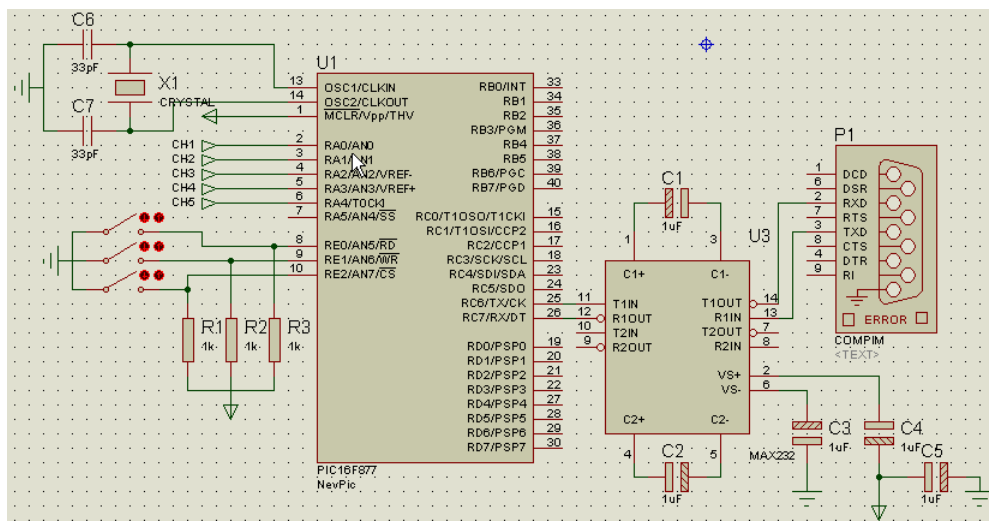 C6
33pF
X1
CRYSTAL
C7
33pF
U1
13 OSC1/CLKIN
14 OSC2/CLKOUT
1 MCLR/Vpp/THV
CH1 2 RA0/AN0
CH2 3 RA1/AN1
CH3 4 RA2/AN2/VREF-
CH4 5 RA3/AN3/VREF+
CH5 6 RA4/T0CKI
7 RA5/AN4/SS
8 RE0/AN5/RD
9 RE1/AN6/WR
10 RE2/AN7/CS
RB0/INT 33
RB1 34
RB2 35
RB3/PGM 36
RB4 37
RB5 38
RB6/PGC 39
RB7/PGD 40
RC0/T1OSO/T1CKI 15
RC1/T1OSI/CCP2 16
RC2/CCP1 17
RC3/SCK/SCL 18
RC4/SDI/SDA 23
RC5/SDO 24
RC6/TX/CK 25
RC7/RX/DT 26
RD0/PSP0 19
RD1/PSP1 20
RD2/PSP2 21
RD3/PSP3 22
RD4/PSP4 27
RD5/PSP5 28
RD6/PSP6 29
RD7/PSP7 30
PIC16F877
NevPic
R1
4k
R2
4k
R3
4k
C1
1uF
1 3
U3
C1+ C1-
11 T1IN
12 R1OUT
10 T2IN
9 R2OUT
T1OUT 14
R1IN 13
T2OUT 7
R2IN 8
VS+ 2
VS- 6
C2+ C2-
4 5
MAX232
C2
1uF
C3
1uF
C4
1uF
C5
1uF
P1
1 DCD
6 DSR
2 RXD
7 RTS
3 TXD
8 CTS
4 DTR
9 RI
ERROR
COMPIM
<TEXT>